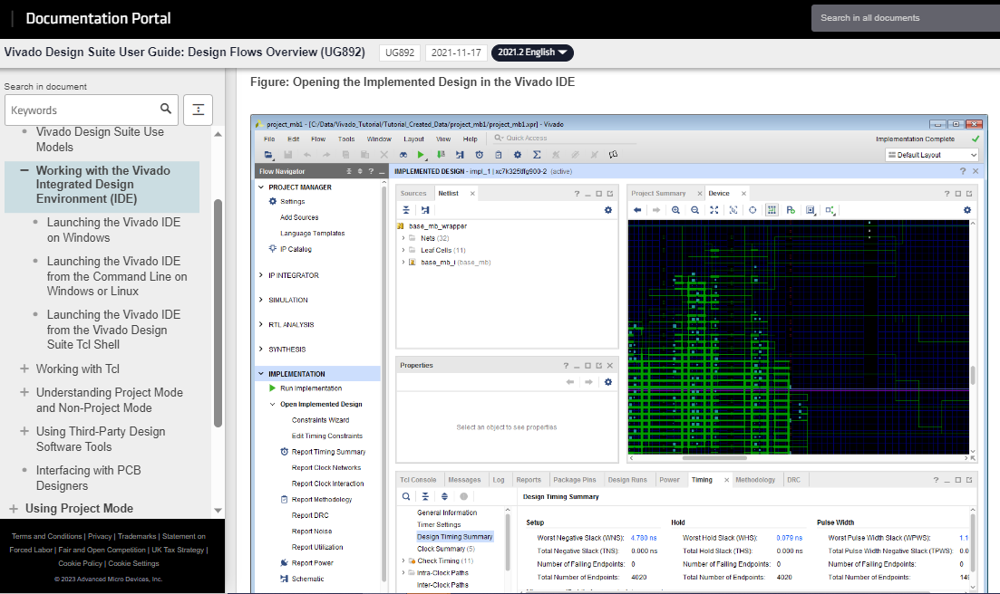 Documentation Portal
Search in all documents
Vivado Design Suite User Guide: Design Flows Overview (UG892)
UG892
2021-11-17
2021.2 English
Search in document
Keywords
Vivado Design Suite Use
Models
Working with the Vivado
Integrated Design
Environment (IDE)
Launching the Vivado IDE
on Windows
Launching the Vivado IDE
from the Command Line on
Windows or Linux
Launching the Vivado IDE
from the Vivado Design
Suite Tcl Shell
Working with Tcl
Understanding Project Mode
and Non-Project Mode
Using Third-Party Design
Software Tools
Interfacing with PCB
Designers
Using Project Mode
Terms and Conditions | Privacy | Trademarks | Statement on
Forced Labor | Fair and Open Competition | UK Tax Strategy |
Cookie Policy | Cookie Settings
© 2023 Advanced Micro Devices, Inc.
Figure: Opening the Implemented Design in the Vivado IDE
project_mb1 - [C:/Data/Vivado_Tutorial/Tutorial_Created_Data/project_mb1/project_mb1.xpr] - Vivado
File Edit Flow Tools Window Layout View Help Quick Access
Implementation Complete
Default Layout
Flow Navigator
PROJECT MANAGER
Settings
Add Sources
Language Templates
IP Catalog
IP INTEGRATOR
SIMULATION
RTL ANALYSIS
SYNTHESIS
IMPLEMENTATION
Run Implementation
Open Implemented Design
Constraints Wizard
Edit Timing Constraints
Report Timing Summary
Report Clock Networks
Report Clock Interaction
Report Methodology
Report DRC
Report Noise
Report Utilization
Report Power
Schematic
IMPLEMENTED DESIGN - impl_1 | xc7k325tffg900-2 (active)
Sources Netlist
base_mb_wrapper
Nets (32)
Leaf Cells (11)
base_mb_i (base_mb)
Properties
Select an object to see properties
Project Summary Device
Tcl Console Messages Log Reports Package Pins Design Runs Power Timing Methodology DRC
General Information
Timer Settings
Design Timing Summary
Clock Summary (5)
Check Timing (11)
Intra-Clock Paths
Inter-Clock Paths
Design Timing Summary
Setup Hold Pulse Width
Worst Negative Slack (WNS): 4.780 ns Worst Hold Slack (WHS): 0.079 ns Worst Pulse Width Slack (WPWS): 1.1
Total Negative Slack (TNS): 0.000 ns Total Hold Slack (THS): 0.000 ns Total Pulse Width Negative Slack (TPWS): 0.0
Number of Failing Endpoints: 0 Number of Failing Endpoints: 0 Number of Failing Endpoints: 0
Total Number of Endpoints: 4020 Total Number of Endpoints: 4020 Total Number of Endpoints: